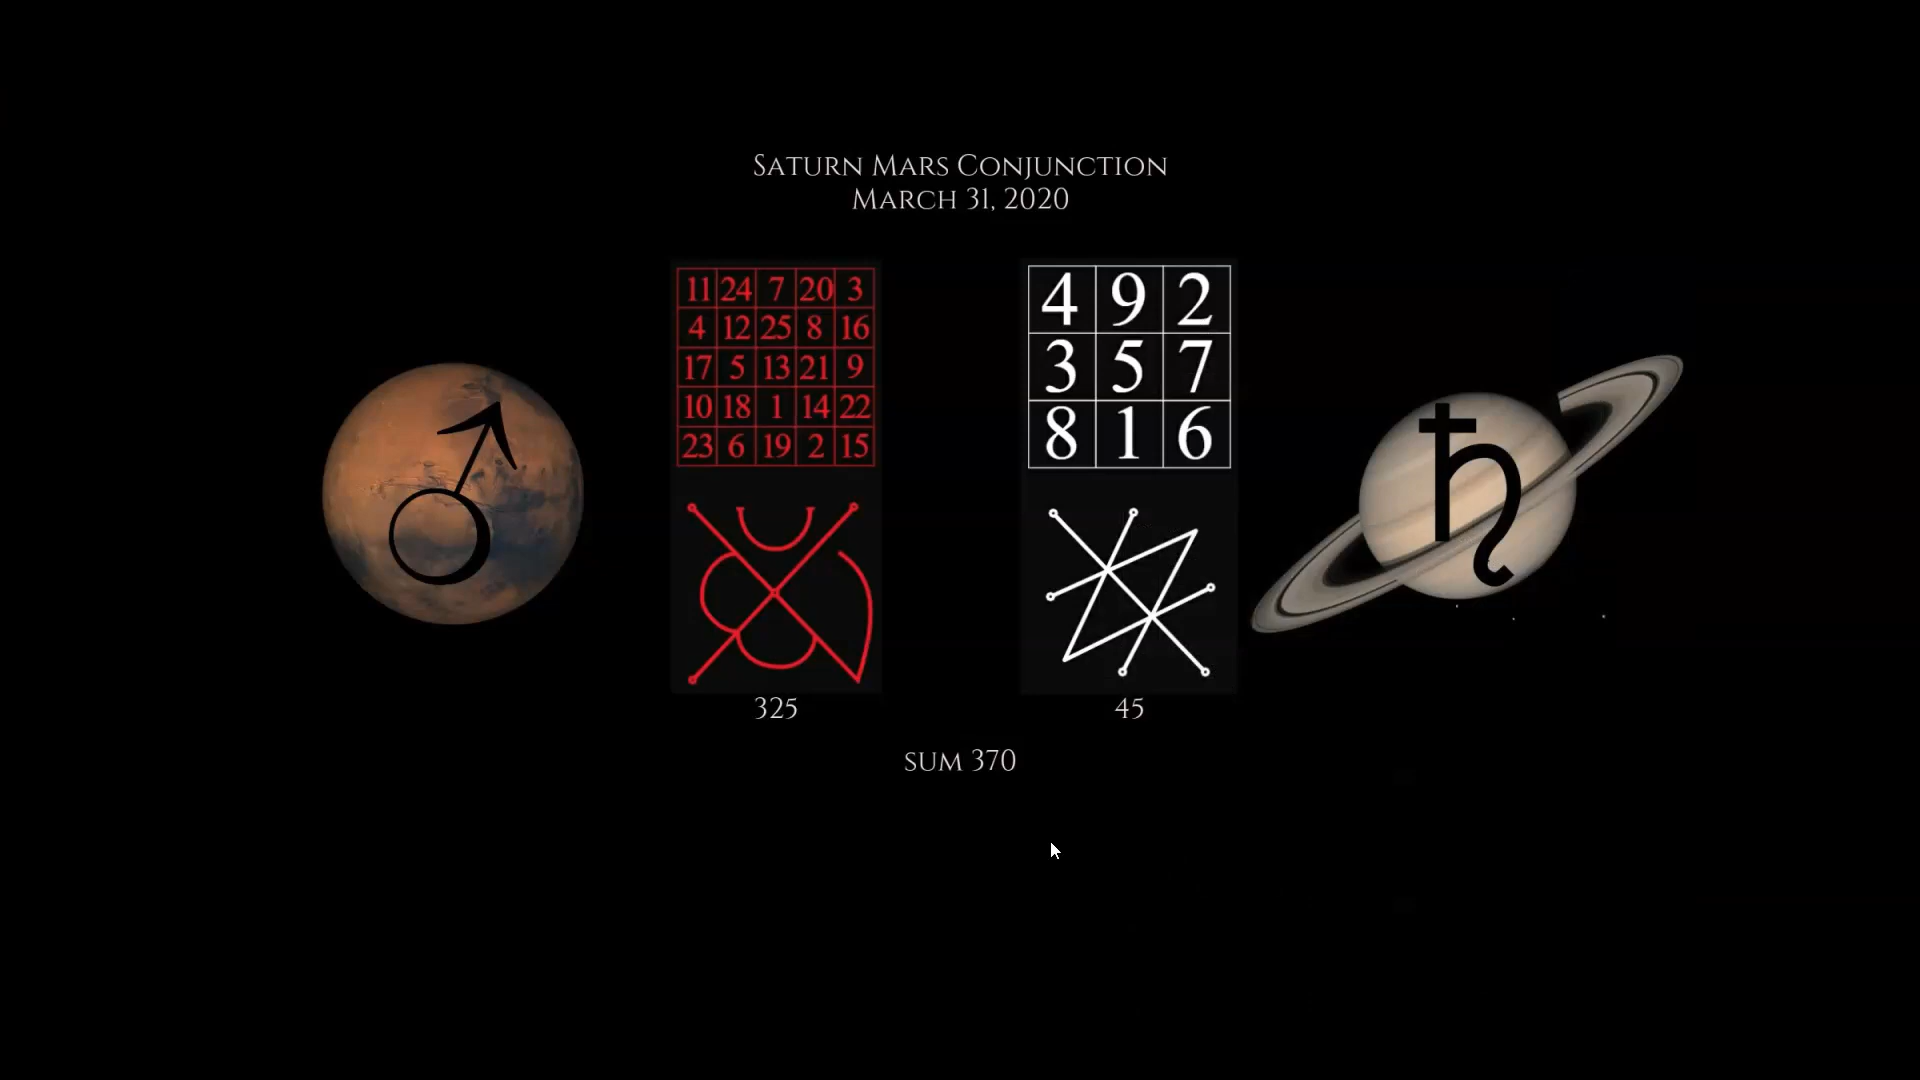 Saturn Mars Conjunction
March 31, 2020
11 24 7 20 3
4 12 25 8 16
17 5 13 21 9
10 18 1 14 22
23 6 19 2 15
325
4 9 2
3 5 7
8 1 6
45
sum 370